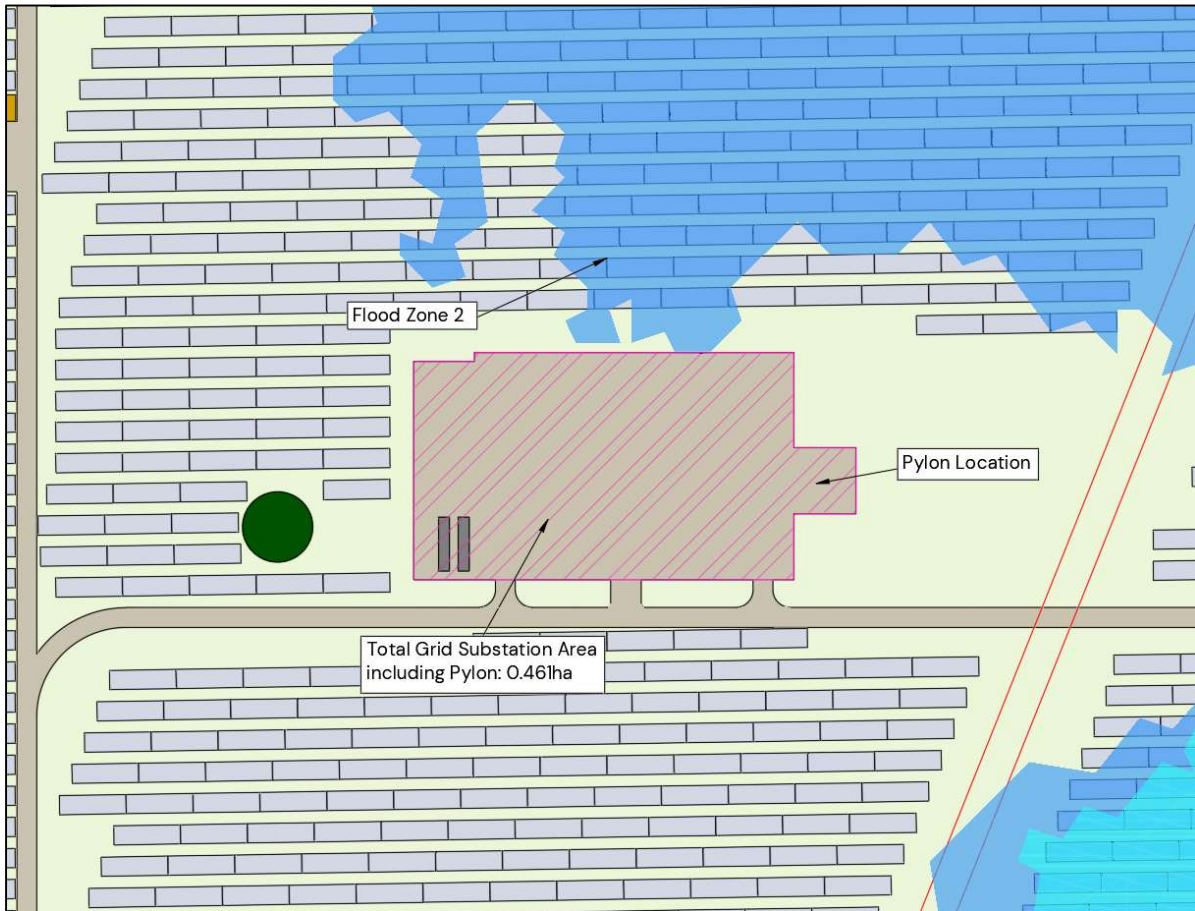 Flood Zone 2
Pylon Location
Total Grid Substation Area
including Pylon: 0.461ha